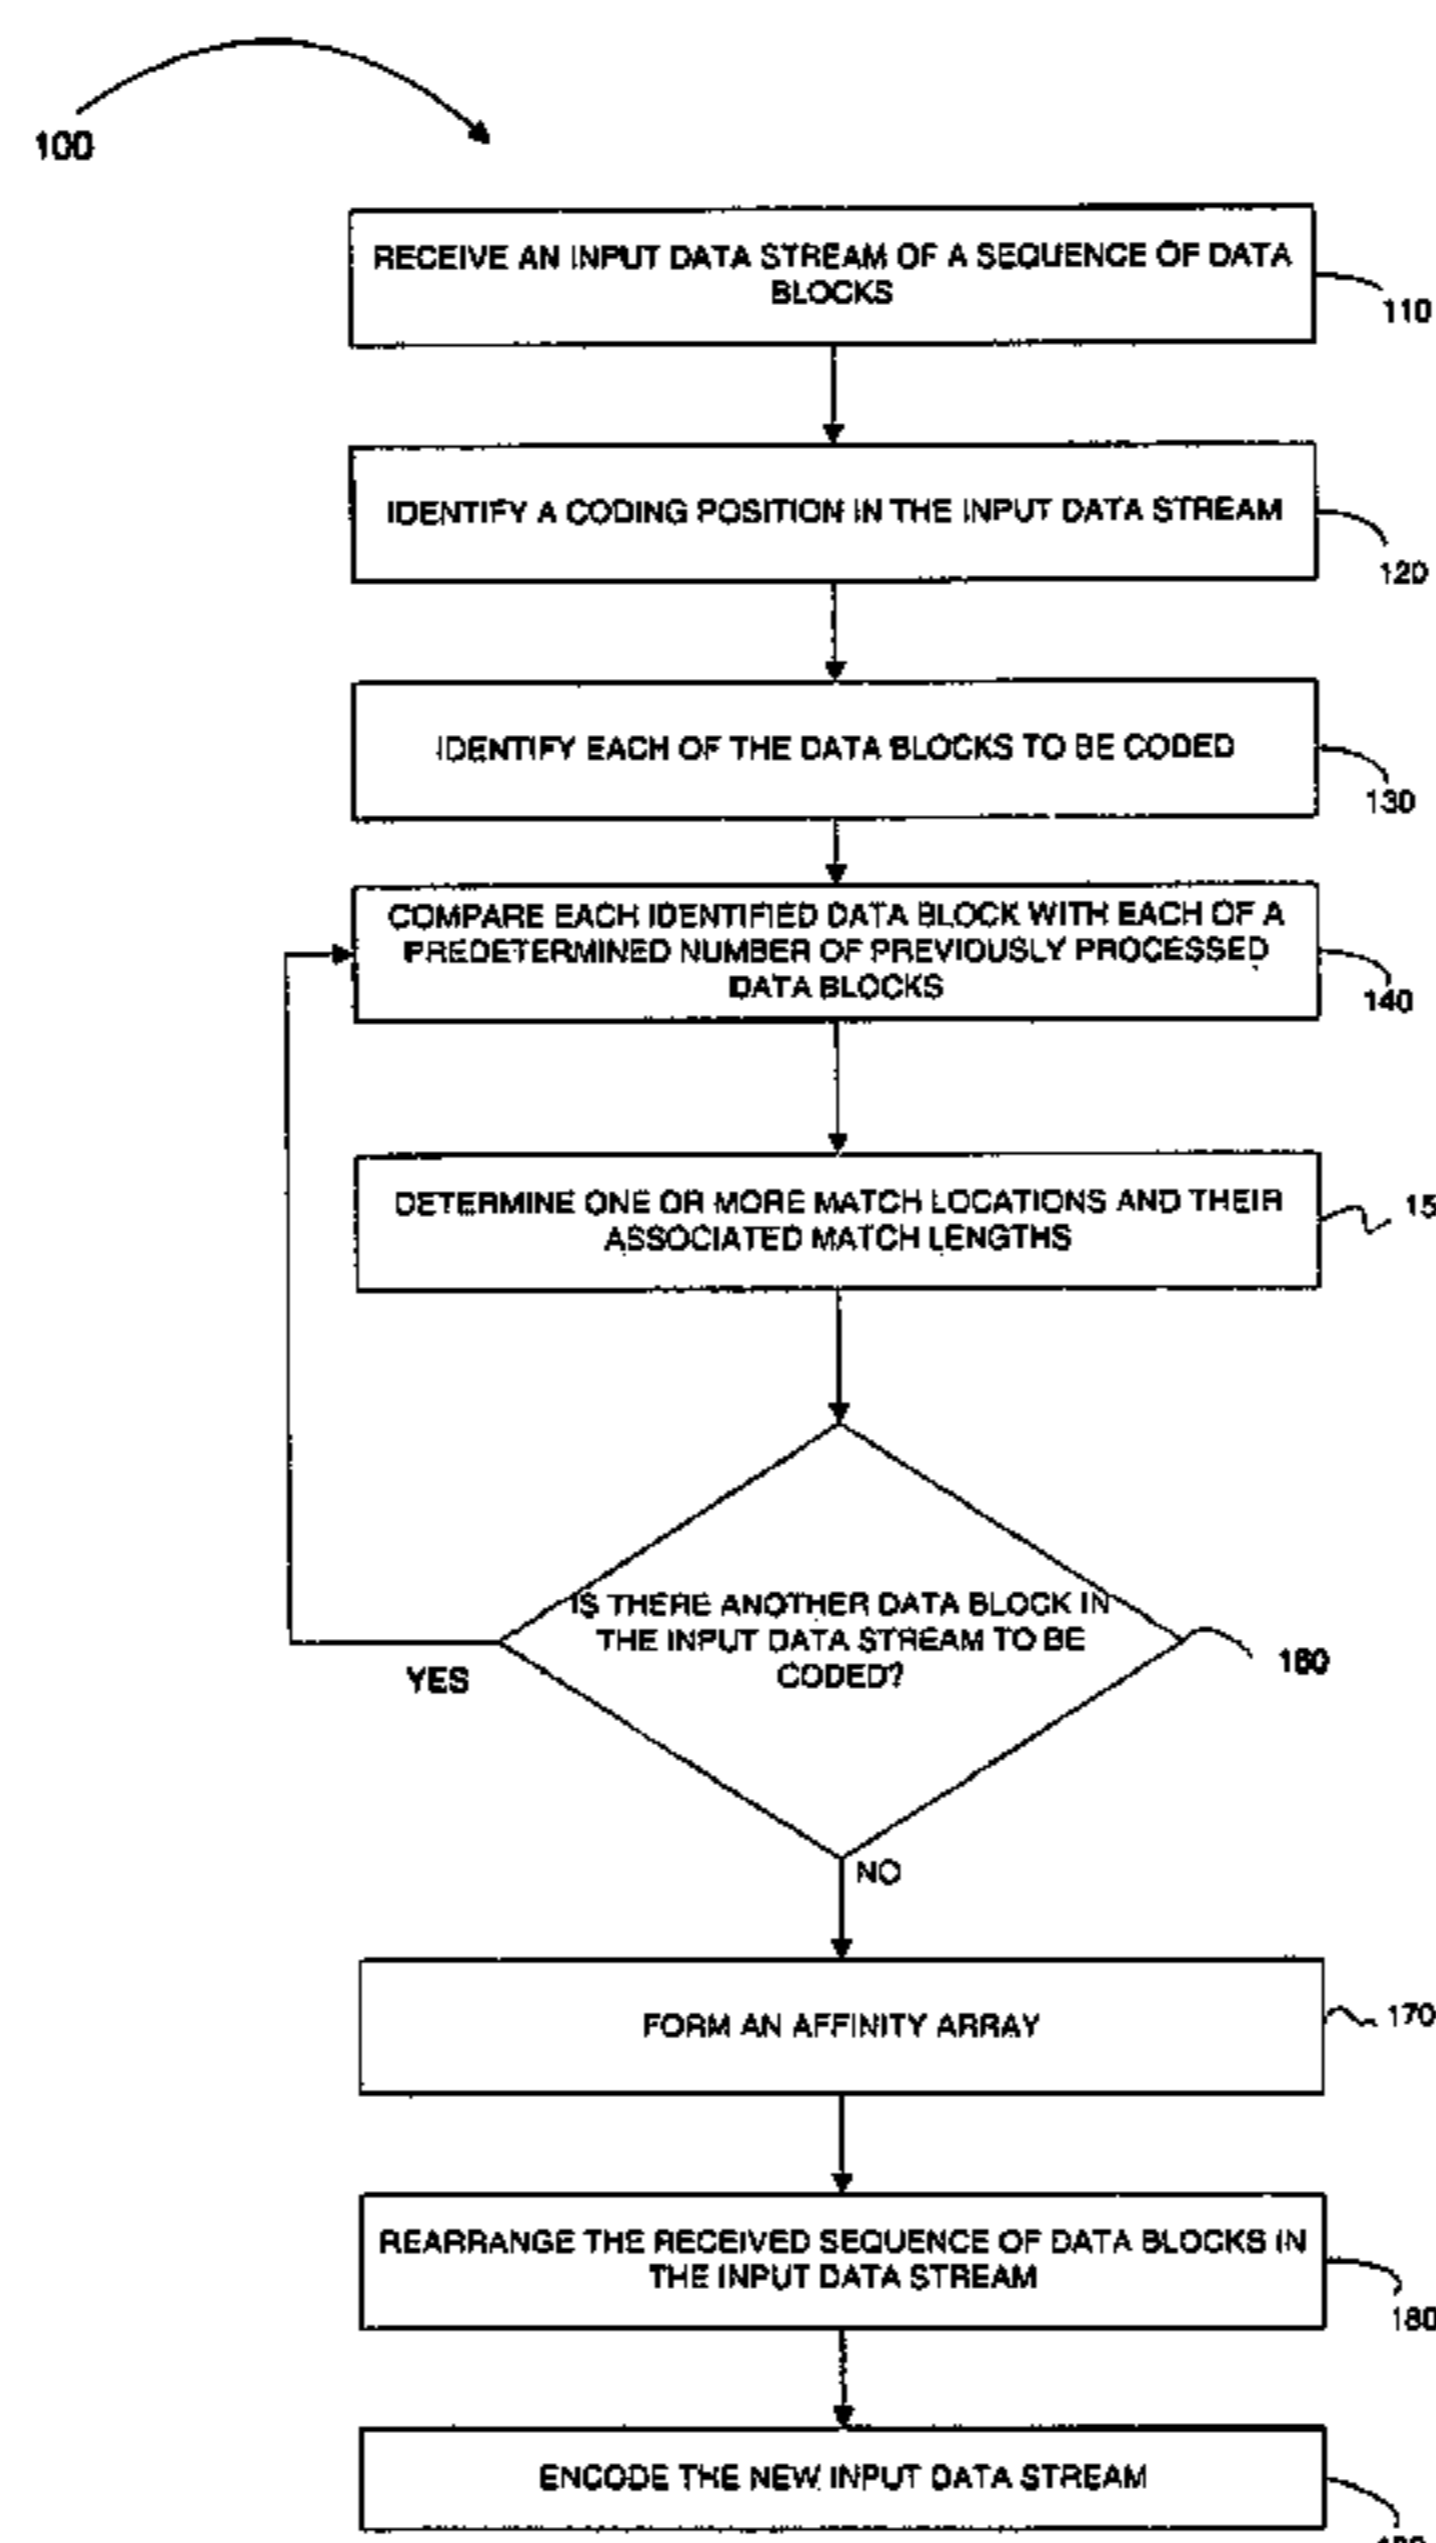 100
RECEIVE AN INPUT DATA STREAM OF A SEQUENCE OF DATA
BLOCKS
110
IDENTIFY A CODING POSITION IN THE INPUT DATA STREAM
120
IDENTIFY EACH OF THE DATA BLOCKS TO BE CODED
130
COMPARE EACH IDENTIFIED DATA BLOCK WITH EACH OF A
PREDETERMINED NUMBER OF PREVIOUSLY PROCESSED
DATA BLOCKS
140
DETERMINE ONE OR MORE MATCH LOCATIONS AND THEIR
ASSOCIATED MATCH LENGTHS
15
IS THERE ANOTHER DATA BLOCK IN
THE INPUT DATA STREAM TO BE
CODED?
160
YES
NO
FORM AN AFFINITY ARRAY
170
REARRANGE THE RECEIVED SEQUENCE OF DATA BLOCKS IN
THE INPUT DATA STREAM
180
ENCODE THE NEW INPUT DATA STREAM